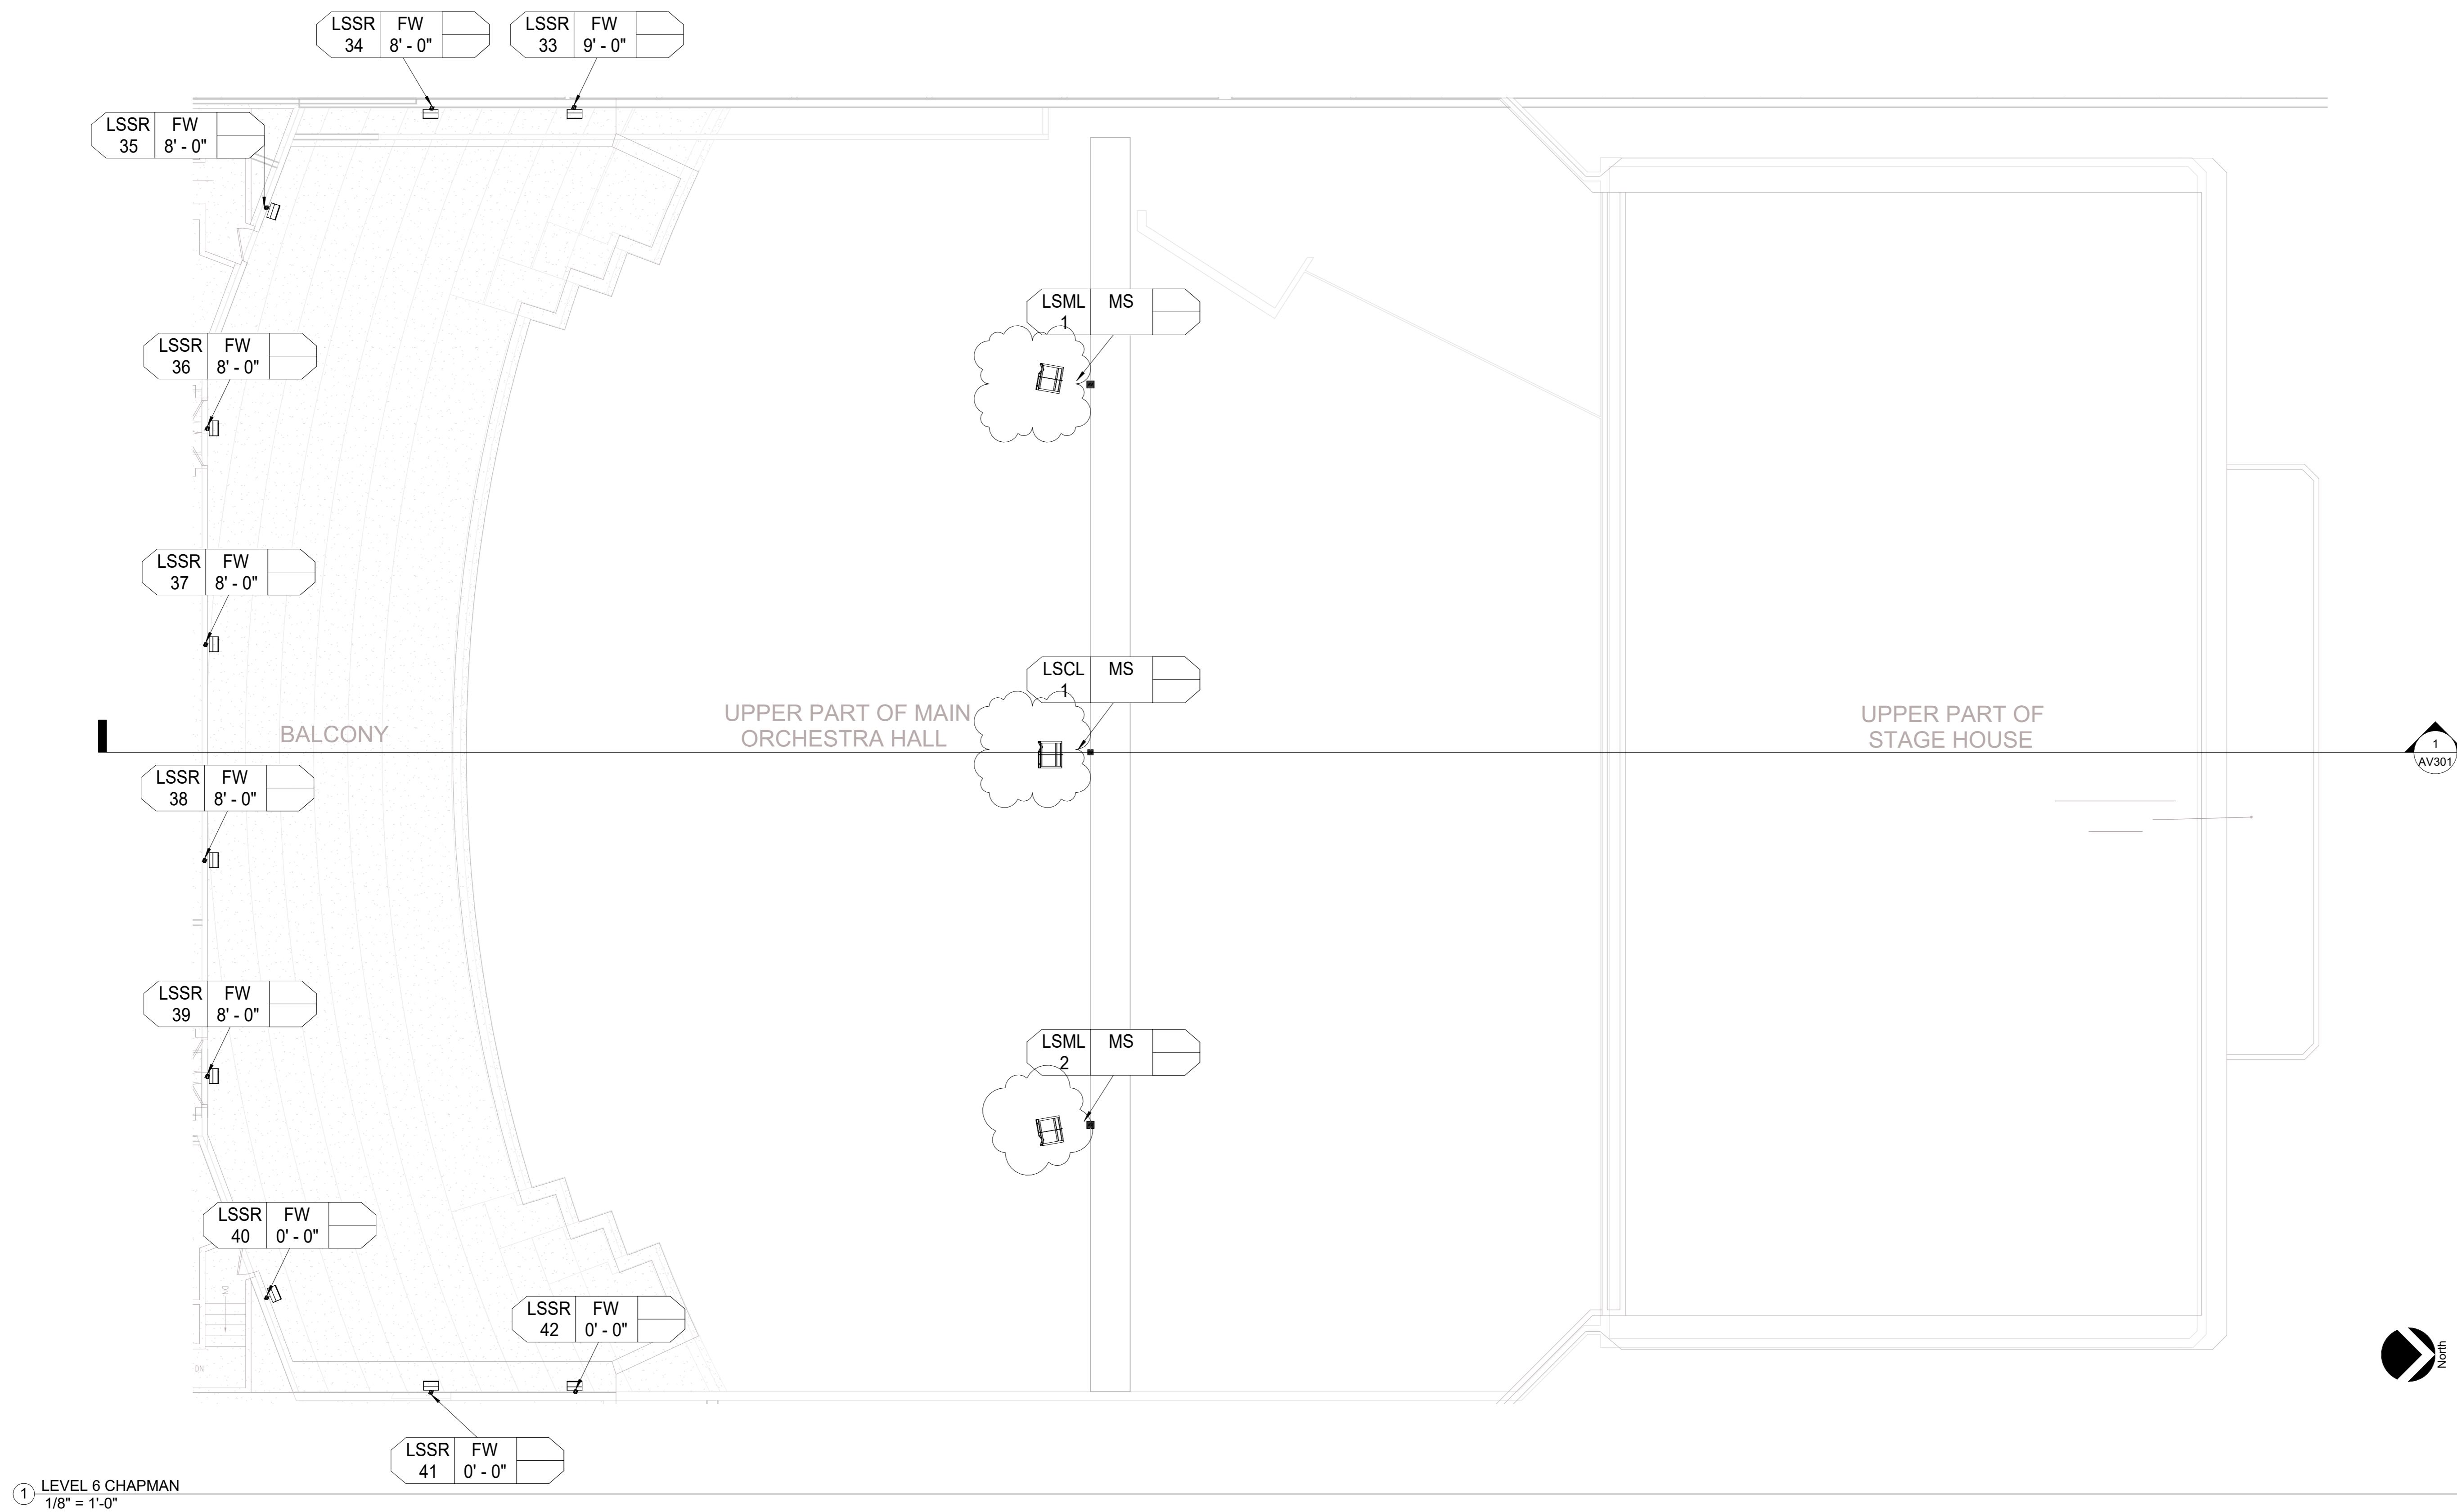 LSSR FW
34 8' - 0"
LSSR FW
33 9' - 0"
LSSR FW
35 8' - 0"
LSML MS
1
LSSR FW
36 8' - 0"
LSSR FW
37 8' - 0"
LSCL MS
1
UPPER PART OF MAIN
ORCHESTRA HALL
UPPER PART OF
STAGE HOUSE
BALCONY
1
AV301
LSSR FW
38 8' - 0"
LSSR FW
39 8' - 0"
LSML MS
2
LSSR FW
40 0' - 0"
DN
LSSR FW
42 0' - 0"
DN
North
LSSR FW
41 0' - 0"
1 LEVEL 6 CHAPMAN
1/8" = 1'-0"